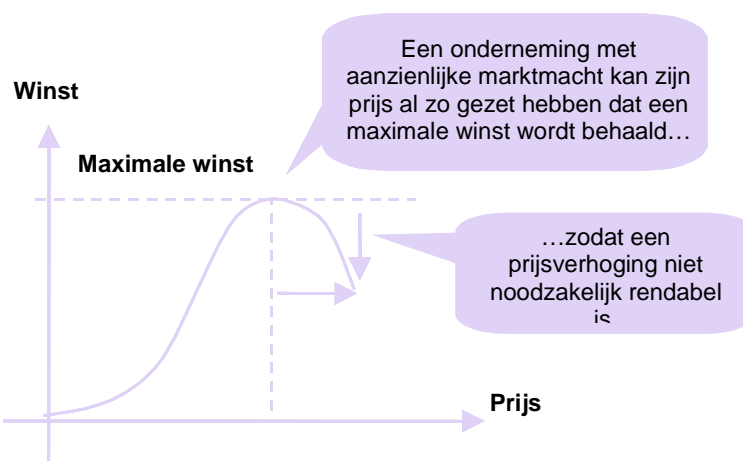 Een onderneming met
aanzienlijke marktmacht kan zijn
prijs al zo gezet hebben dat een
maximale winst wordt behaald…
Winst
Maximale winst
…zodat een
prijsverhoging niet
noodzakelijk rendabel
is
Prijs